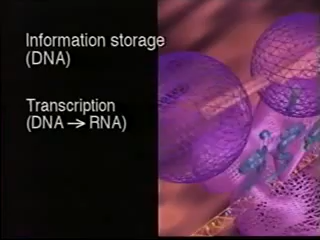 Information storage
(DNA)
Transcription
(DNA → RNA)